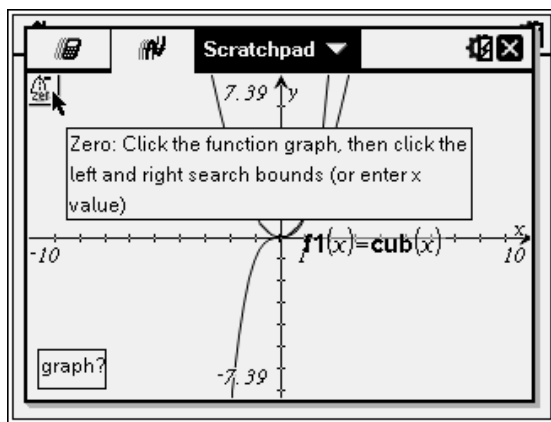 Scratchpad
zero
7.39 y
Zero: Click the function graph, then click the
left and right search bounds (or enter x
value)
x
-10 1 f1(x)=cub(x) 10
graph?
-7.39